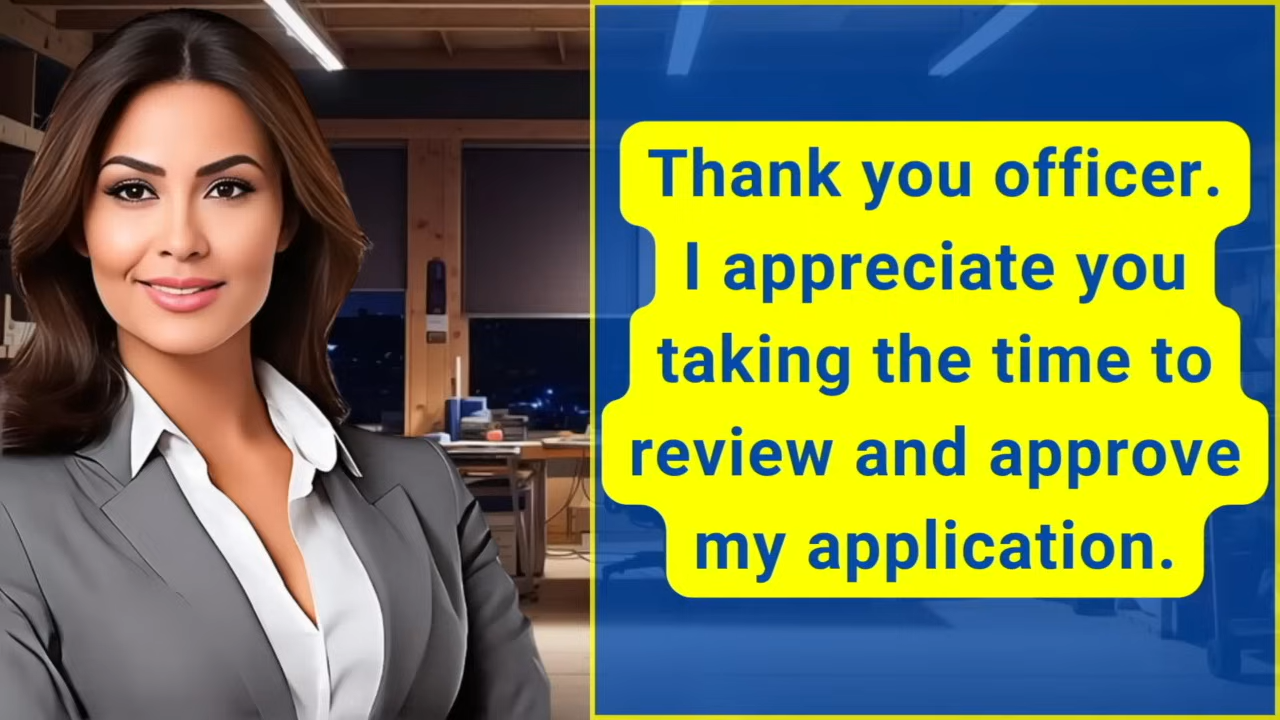 Thank you officer.
I appreciate you
taking the time to
review and approve
my application.